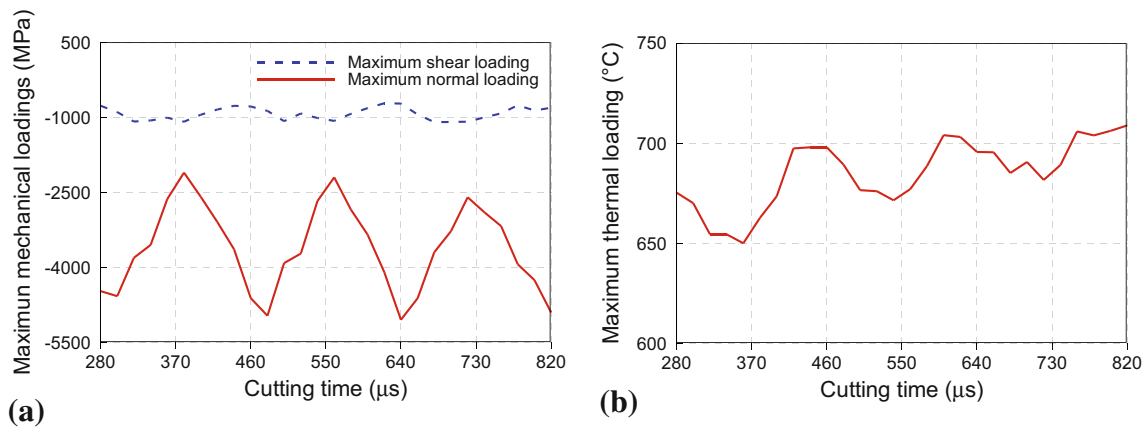 Maximun mechanical loadings (MPa)
500
-1000
-2500
-4000
-5500
Maximum shear loading
Maximum normal loading
280 370 460 550 640 730 820
Cutting time (μs)
(a)
Maximum thermal loading (°C)
750
700
650
600
280 370 460 550 640 730 820
Cutting time (μs)
(b)